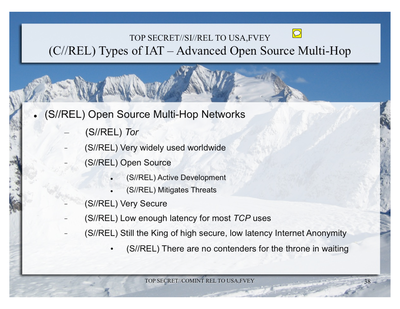 TOP SECRET//SI//REL TO USA,FVEY
(C//REL) Types of IAT – Advanced Open Source Multi-Hop
• (S//REL) Open Source Multi-Hop Networks
– (S//REL) Tor
– (S//REL) Very widely used worldwide
– (S//REL) Open Source
• (S//REL) Active Development
• (S//REL) Mitigates Threats
– (S//REL) Very Secure
– (S//REL) Low enough latency for most TCP uses
– (S//REL) Still the King of high secure, low latency Internet Anonymity
• (S//REL) There are no contenders for the throne in waiting
TOP SECRET//COMINT REL TO USA,FVEY
38